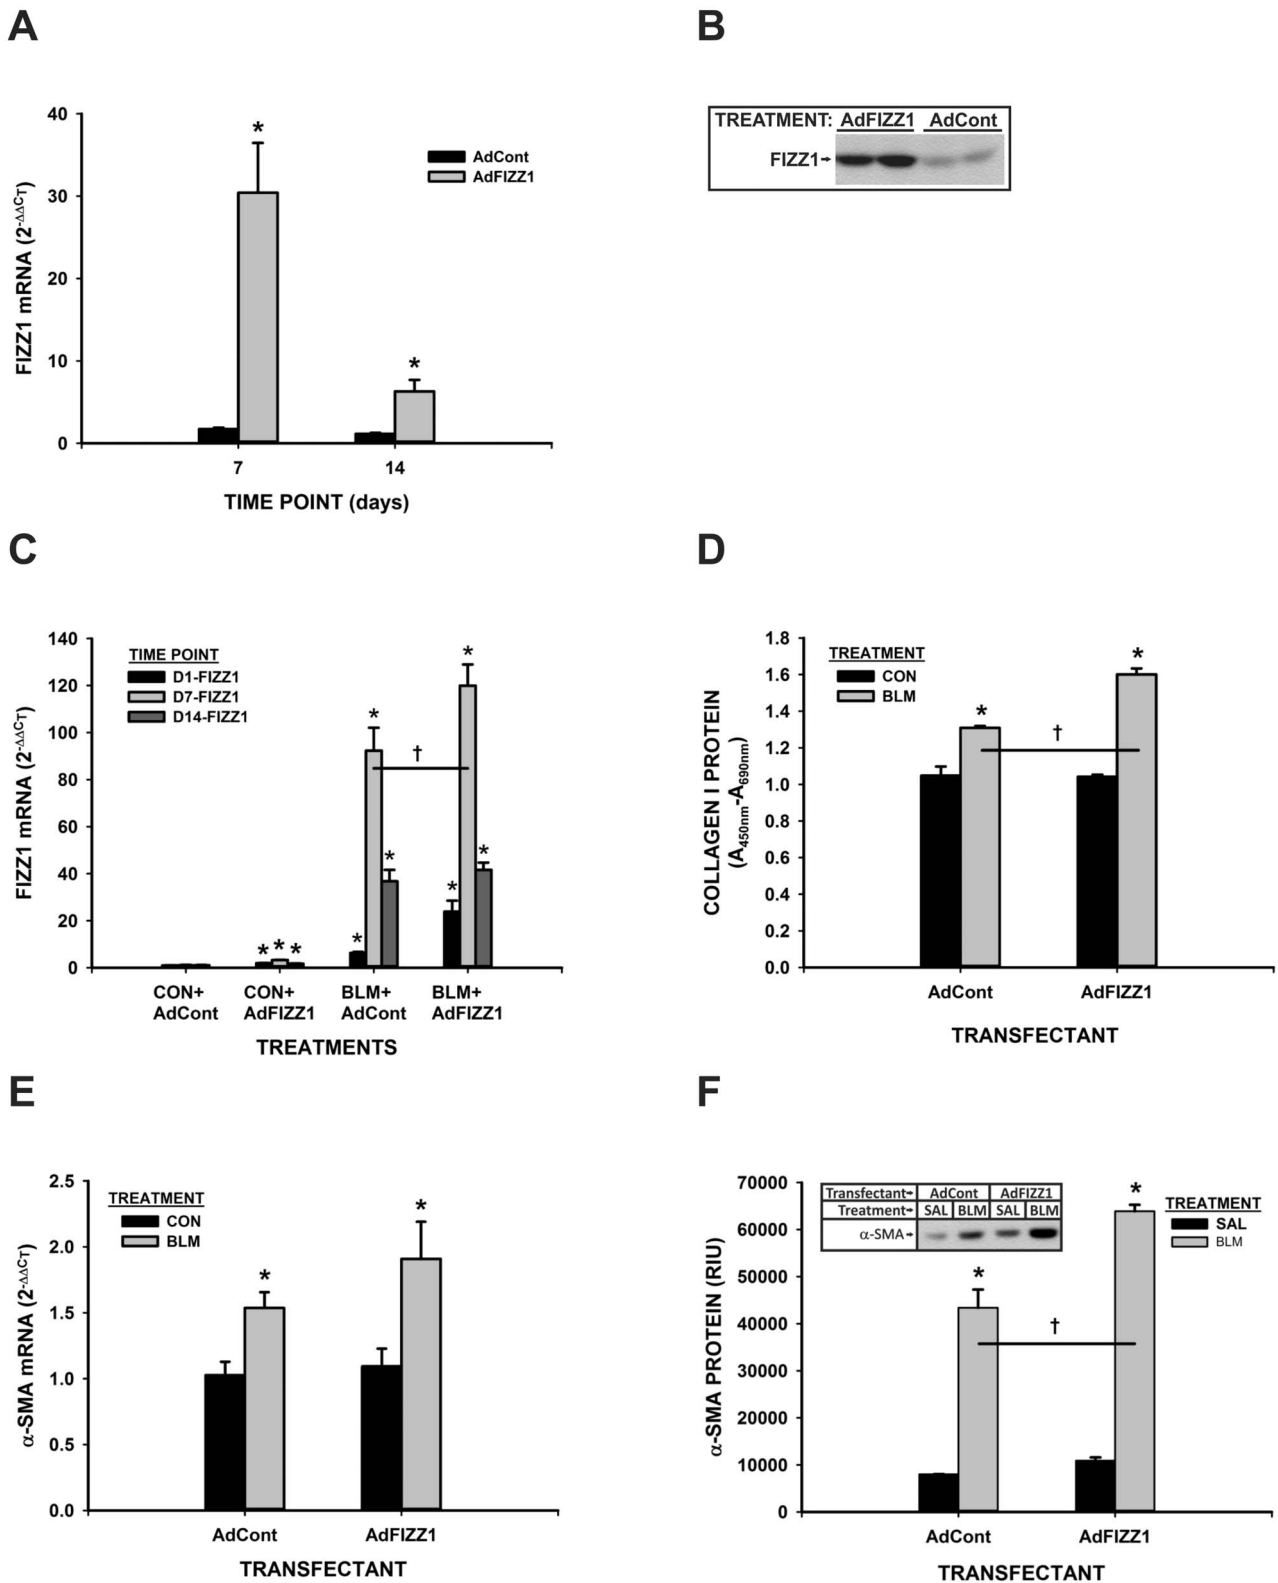 A
40
30
20
10
0
FIZZ1 mRNA (2-ΔΔCT)
*
*
AdCont
AdFIZZ1
7 14
TIME POINT (days)
B
TREATMENT: AdFIZZ1 AdCont
FIZZ1→
C
140
120
100
80
60
40
20
0
FIZZ1 mRNA (2-ΔΔCT)
TIME POINT
D1-FIZZ1
D7-FIZZ1
D14-FIZZ1
* * *
* * *
†
* * *
CON+ CON+ BLM+ BLM+
AdCont AdFIZZ1 AdCont AdFIZZ1
TREATMENTS
D
1.8
1.6
1.4
1.2
1.0
0.8
0.6
0.4
0.2
0.0
COLLAGEN I PROTEIN
(A450nm-A690nm)
TREATMENT
CON
BLM
*
†
*
AdCont AdFIZZ1
TRANSFECTANT
E
2.5
2.0
1.5
1.0
0.5
0.0
α-SMA mRNA (2-ΔΔCT)
TREATMENT
CON
BLM
*
*
AdCont AdFIZZ1
TRANSFECTANT
F
70000
60000
50000
40000
30000
20000
10000
0
α-SMA PROTEIN (RIU)
Transfectant→ AdCont AdFIZZ1
Treatment→ SAL BLM SAL BLM
α-SMA→
TREATMENT
SAL
BLM
*
†
*
AdCont AdFIZZ1
TRANSFECTANT